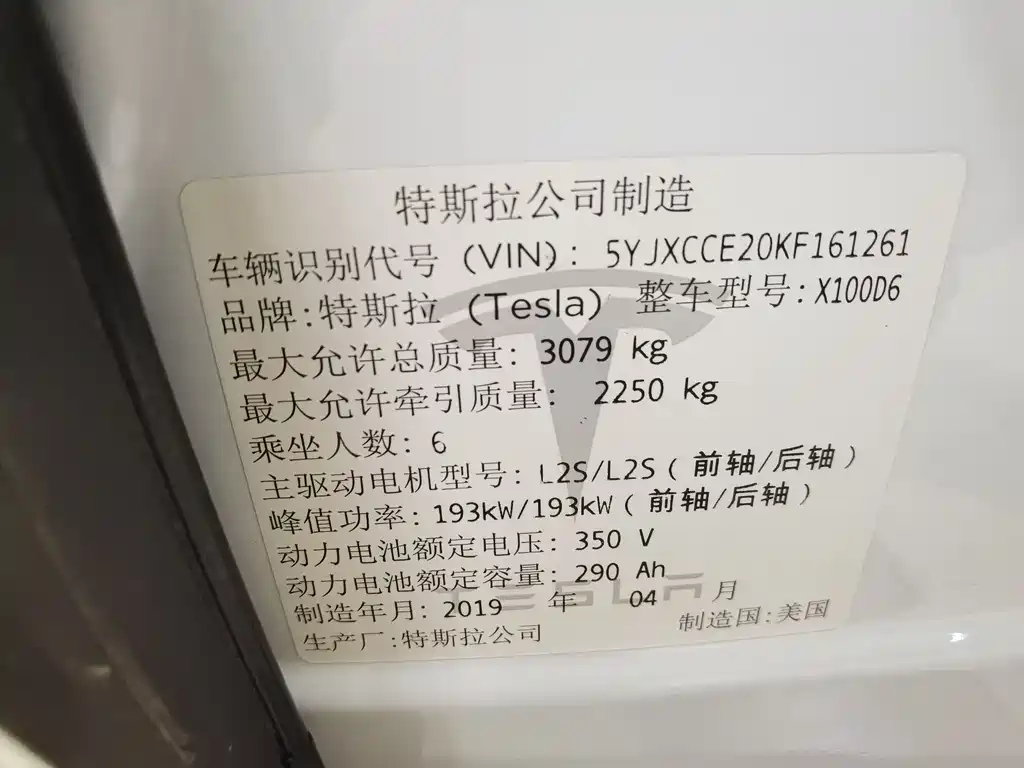 特斯拉公司制造
车辆识别代号 (VIN): 5YJXCCE20KF161261
品牌:特斯拉 (Tesla) 整车型号:X100D6
最大允许总质量: 3079 kg
最大允许牵引质量: 2250 kg
乘坐人数: 6
主驱动电机型号: L2S/L2S (前轴/后轴)
峰值功率: 193kW/193kW (前轴/后轴)
动力电池额定电压: 350 V
动力电池额定容量: 290 Ah
TESLA
制造年月: 2019 年 04 月
生产厂:特斯拉公司 制造国:美国